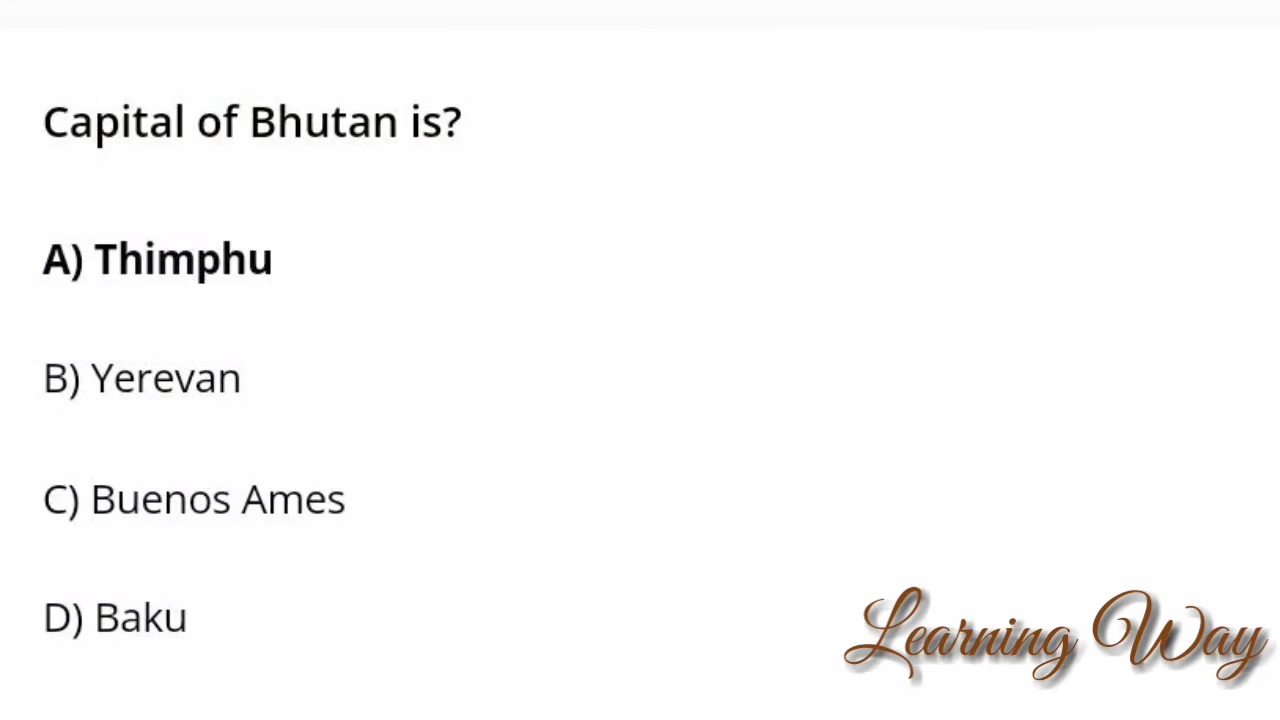 Capital of Bhutan is?
A) Thimphu
B) Yerevan
C) Buenos Ames
D) Baku
Learning Way